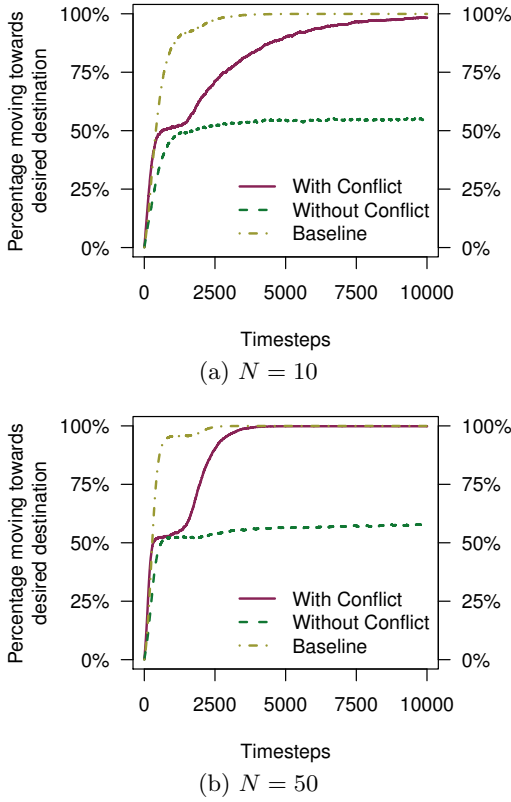 100%
75%
50%
25%
0%
100%
75%
50%
25%
0%
Percentage moving towards
desired destination
With Conflict
Without Conflict
Baseline
0 2500 5000 7500 10000
Timesteps
(a) N = 10
100%
75%
50%
25%
0%
100%
75%
50%
25%
0%
Percentage moving towards
desired destination
With Conflict
Without Conflict
Baseline
0 2500 5000 7500 10000
Timesteps
(b) N = 50